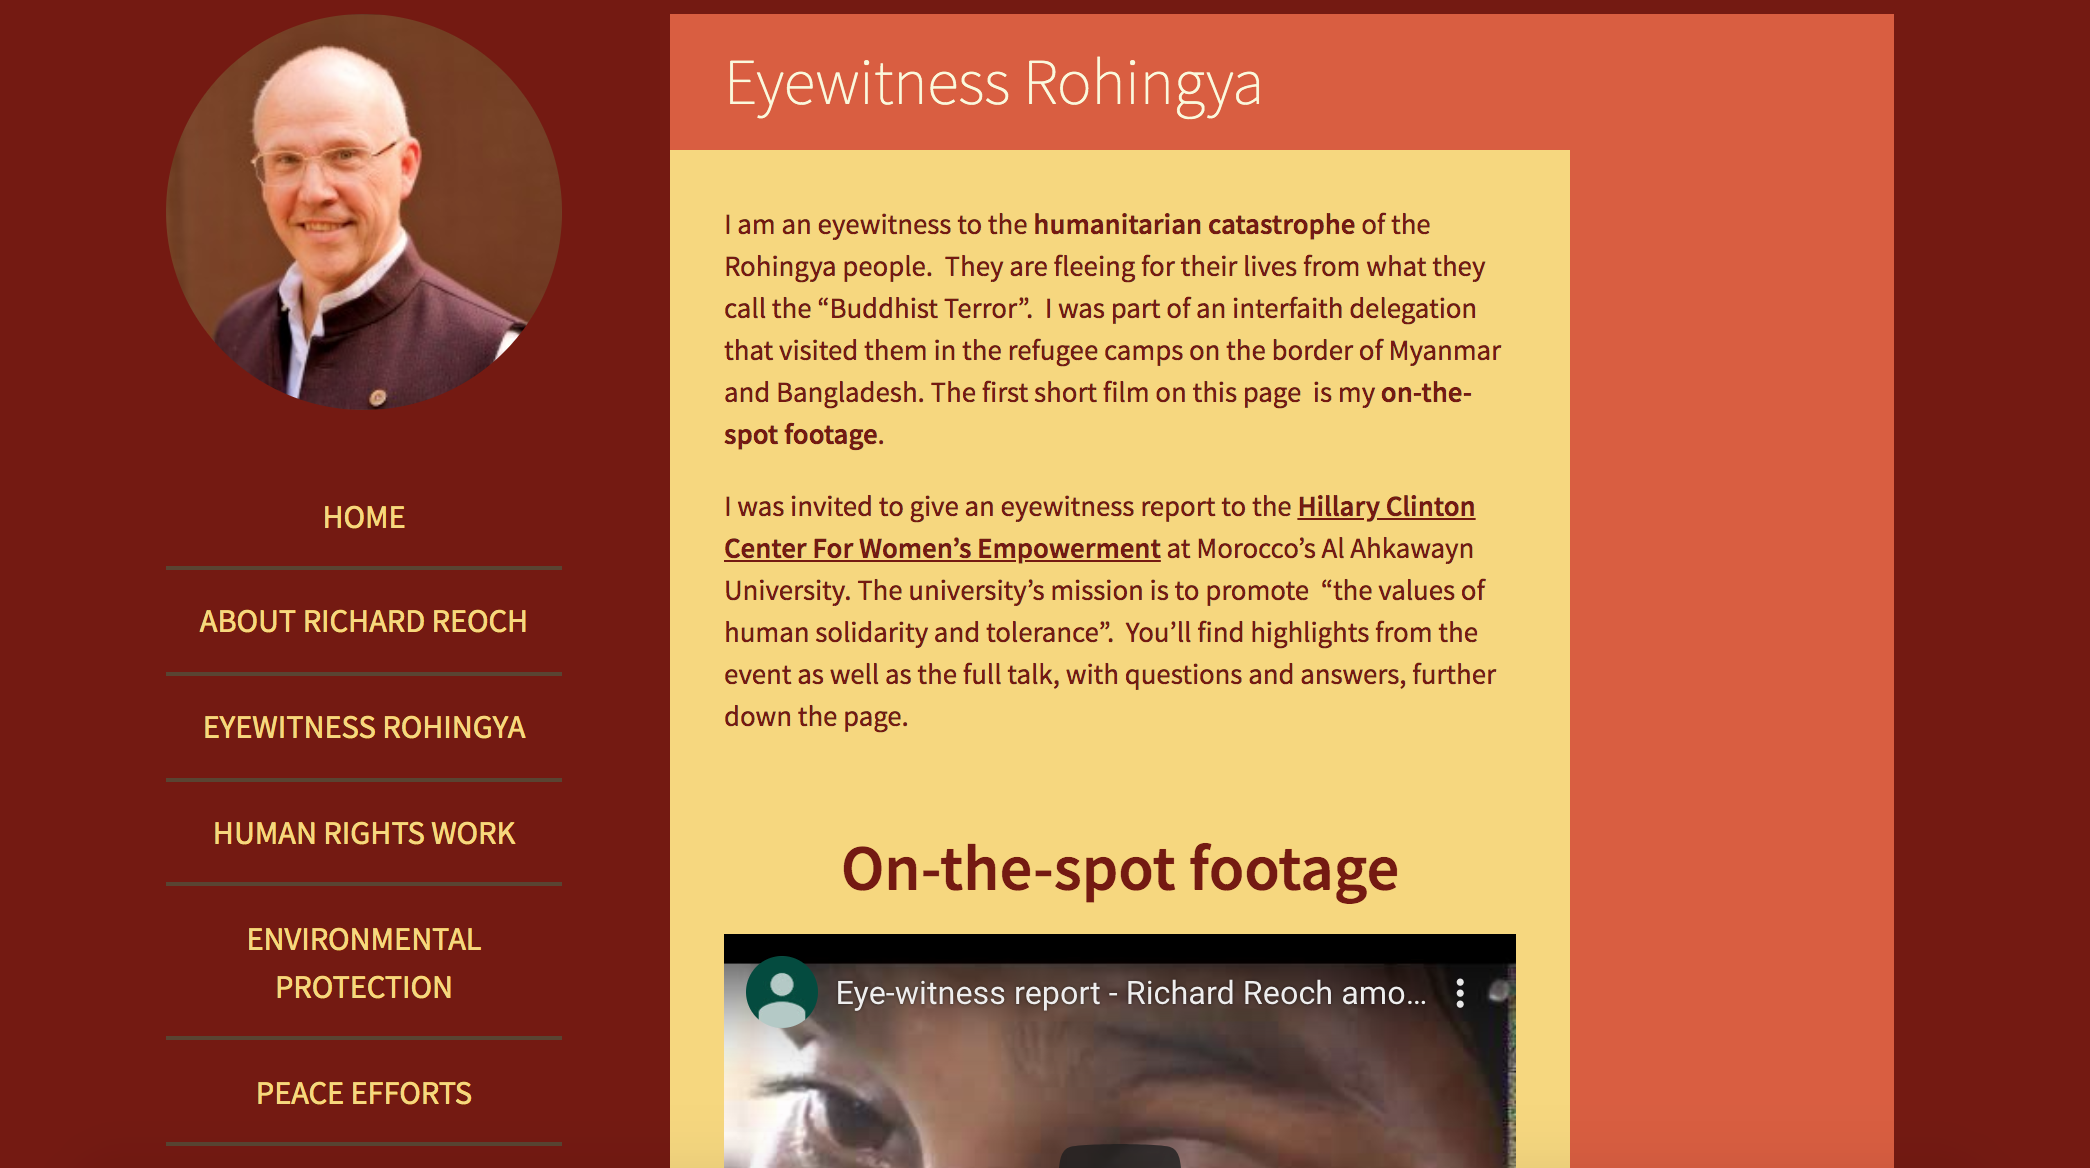 HOME
ABOUT RICHARD REOCH
EYEWITNESS ROHINGYA
HUMAN RIGHTS WORK
ENVIRONMENTAL
PROTECTION
PEACE EFFORTS
Eyewitness Rohingya
I am an eyewitness to the humanitarian catastrophe of the
Rohingya people.  They are fleeing for their lives from what they
call the “Buddhist Terror”.  I was part of an interfaith delegation
that visited them in the refugee camps on the border of Myanmar
and Bangladesh. The first short film on this page  is my on-the-
spot footage.
I was invited to give an eyewitness report to the Hillary Clinton
Center For Women’s Empowerment at Morocco’s Al Ahkawayn
University. The university’s mission is to promote  “the values of
human solidarity and tolerance”.  You’ll find highlights from the
event as well as the full talk, with questions and answers, further
down the page.
On-the-spot footage
Eye-witness report - Richard Reoch amo...